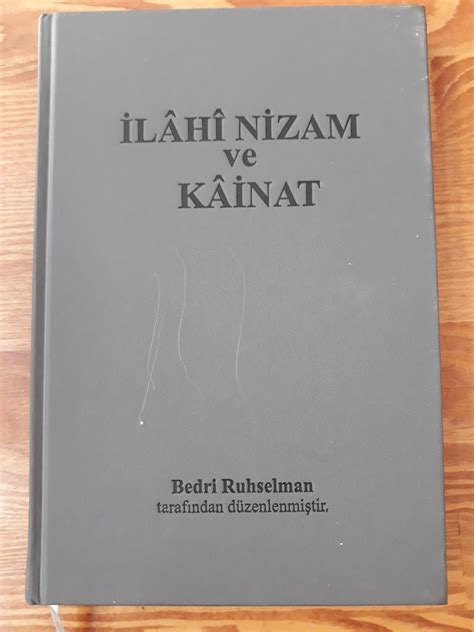 İLÂHÎ NİZAM
ve
KÂİNAT
Bedri Ruhselman
tarafından düzenlenmiştir.